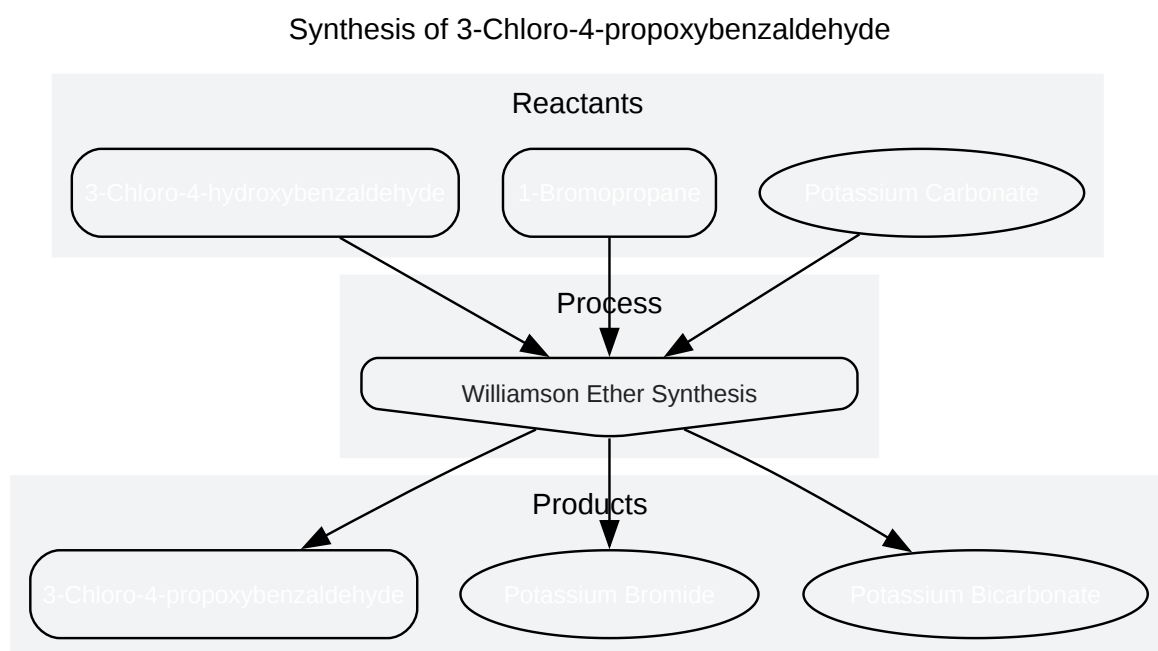 Synthesis of 3-Chloro-4-propoxybenzaldehyde
Reactants
3-Chloro-4-hydroxybenzaldehyde
1-Bromopropane
Potassium Carbonate
Process
Williamson Ether Synthesis
Products
3-Chloro-4-propoxybenzaldehyde
Potassium Bromide
Potassium Bicarbonate